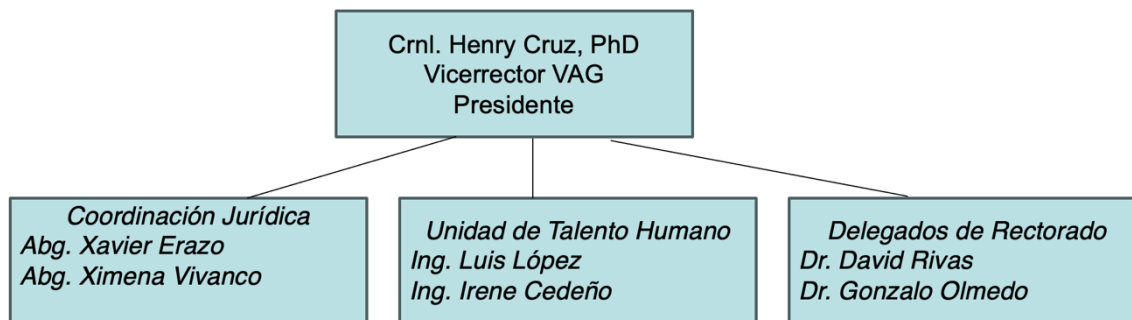 Crnl. Henry Cruz, PhD
Vicerrector VAG
Presidente
Coordinación Jurídica
Abg. Xavier Erazo
Abg. Ximena Vivanco
Unidad de Talento Humano
Ing. Luis López
Ing. Irene Cedeño
Delegados de Rectorado
Dr. David Rivas
Dr. Gonzalo Olmedo